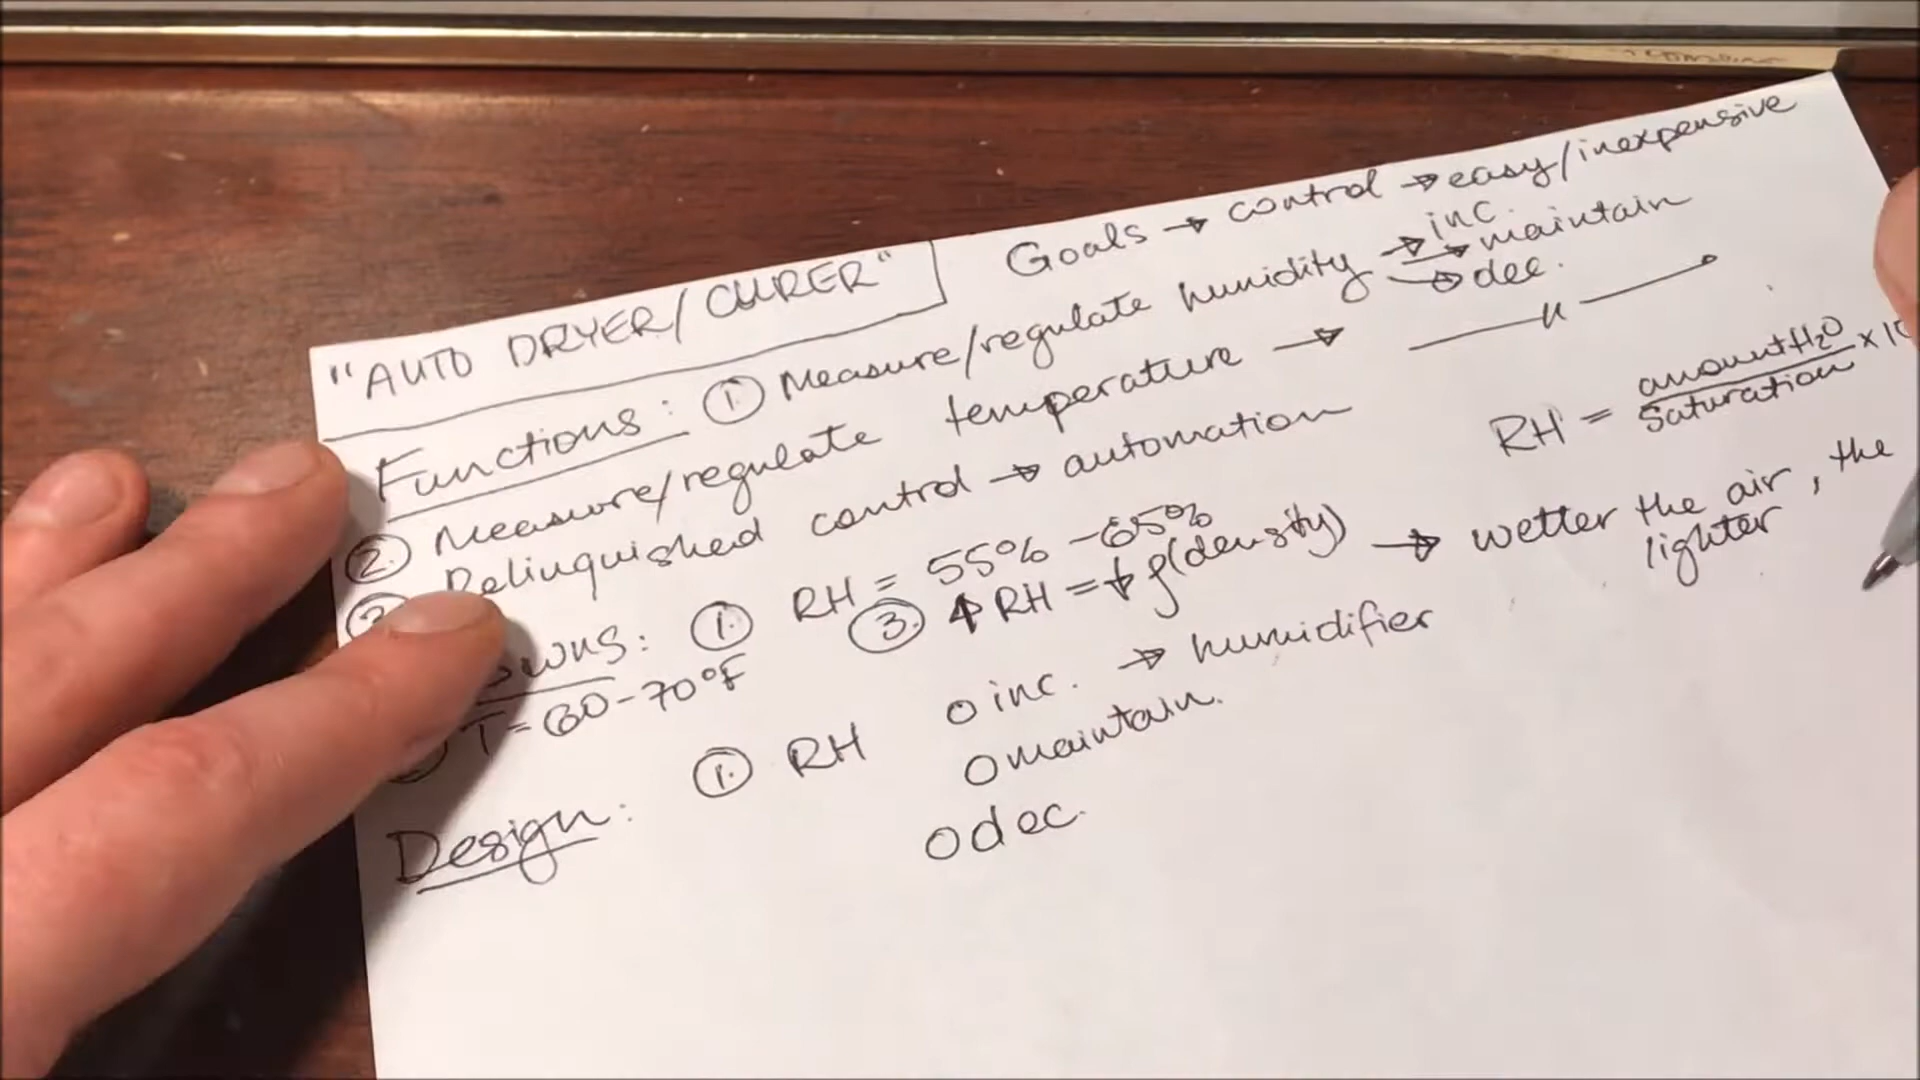 "AUTO DRYER/CURER"
Goals → control → easy/inexpensive
Functions: ① Measure/regulate humidity → inc.
→ maintain
→ dec.
② Measure/regulate temperature → — " —
Relinquished control → automation
RH = amount H₂O / Saturation x 10
① RH = 55% - 65%
T = 60-70°F
③ ↑ RH = ↓ ρ(density) → wetter the air, the
lighter
Design: ① RH
o inc. → humidifier
o maintain.
o dec.